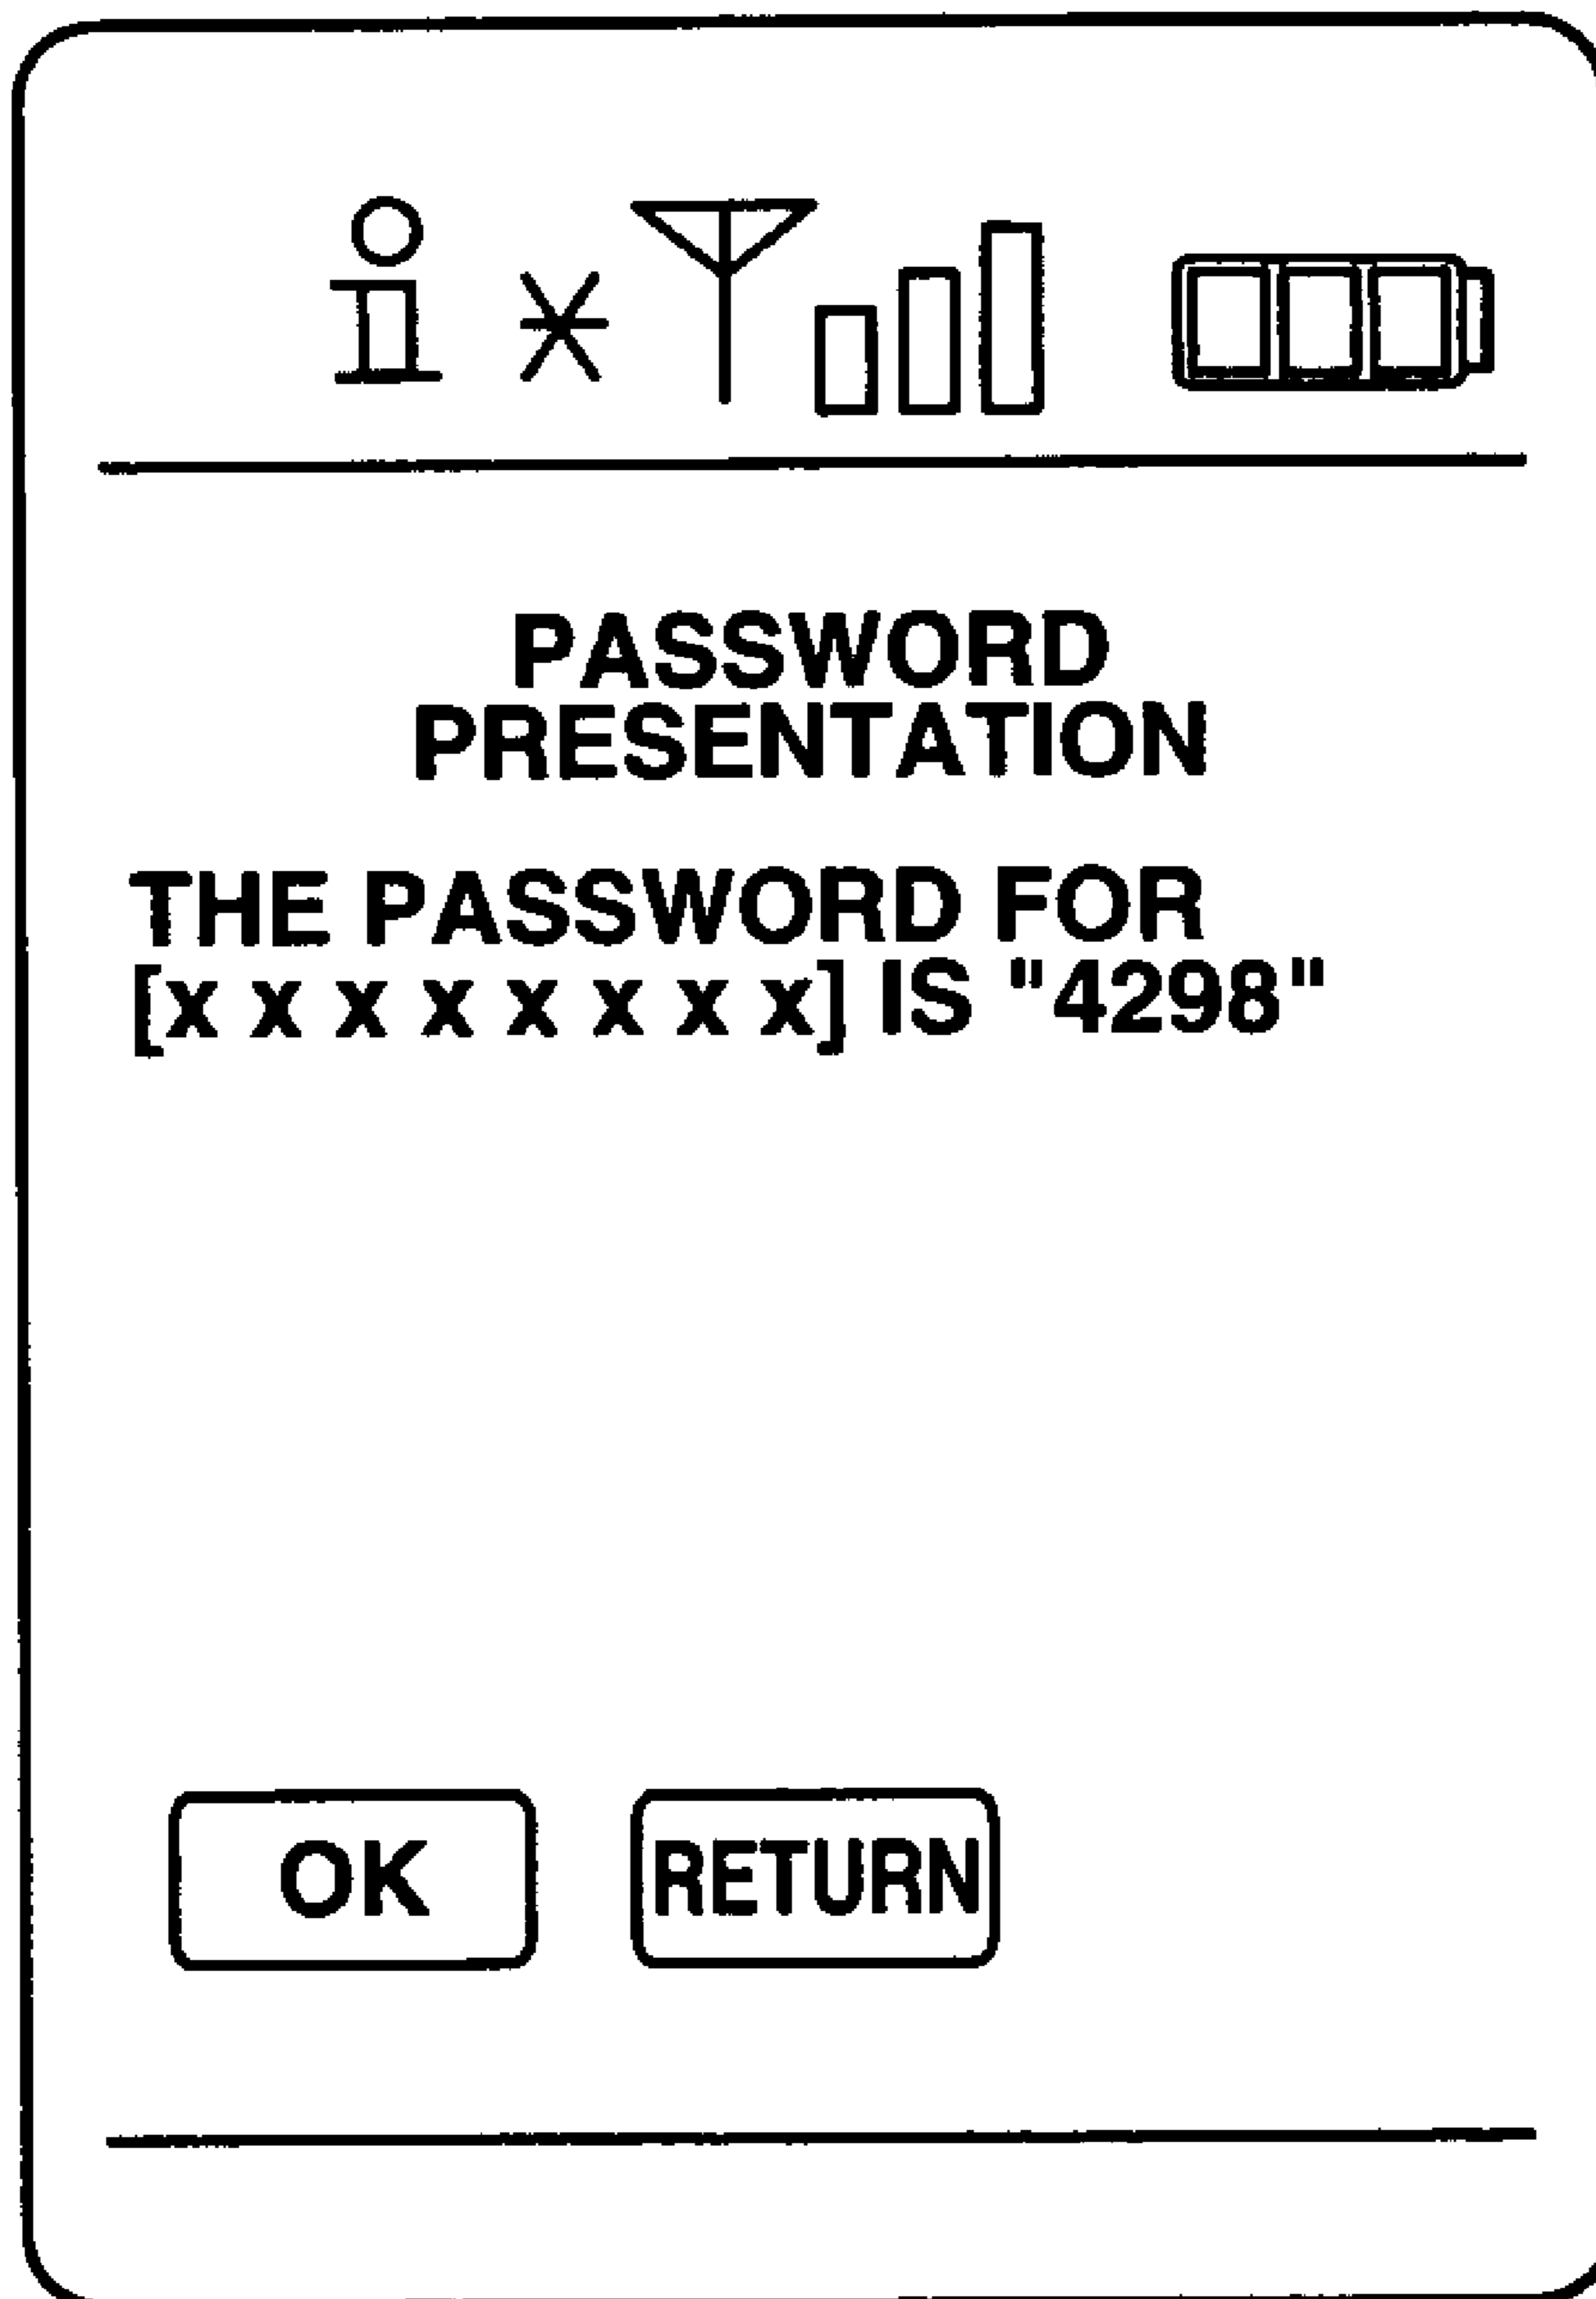 PASSWORD
PRESENTATION
THE PASSWORD FOR
[x x x x x x x x] IS "4298"
OK
RETURN